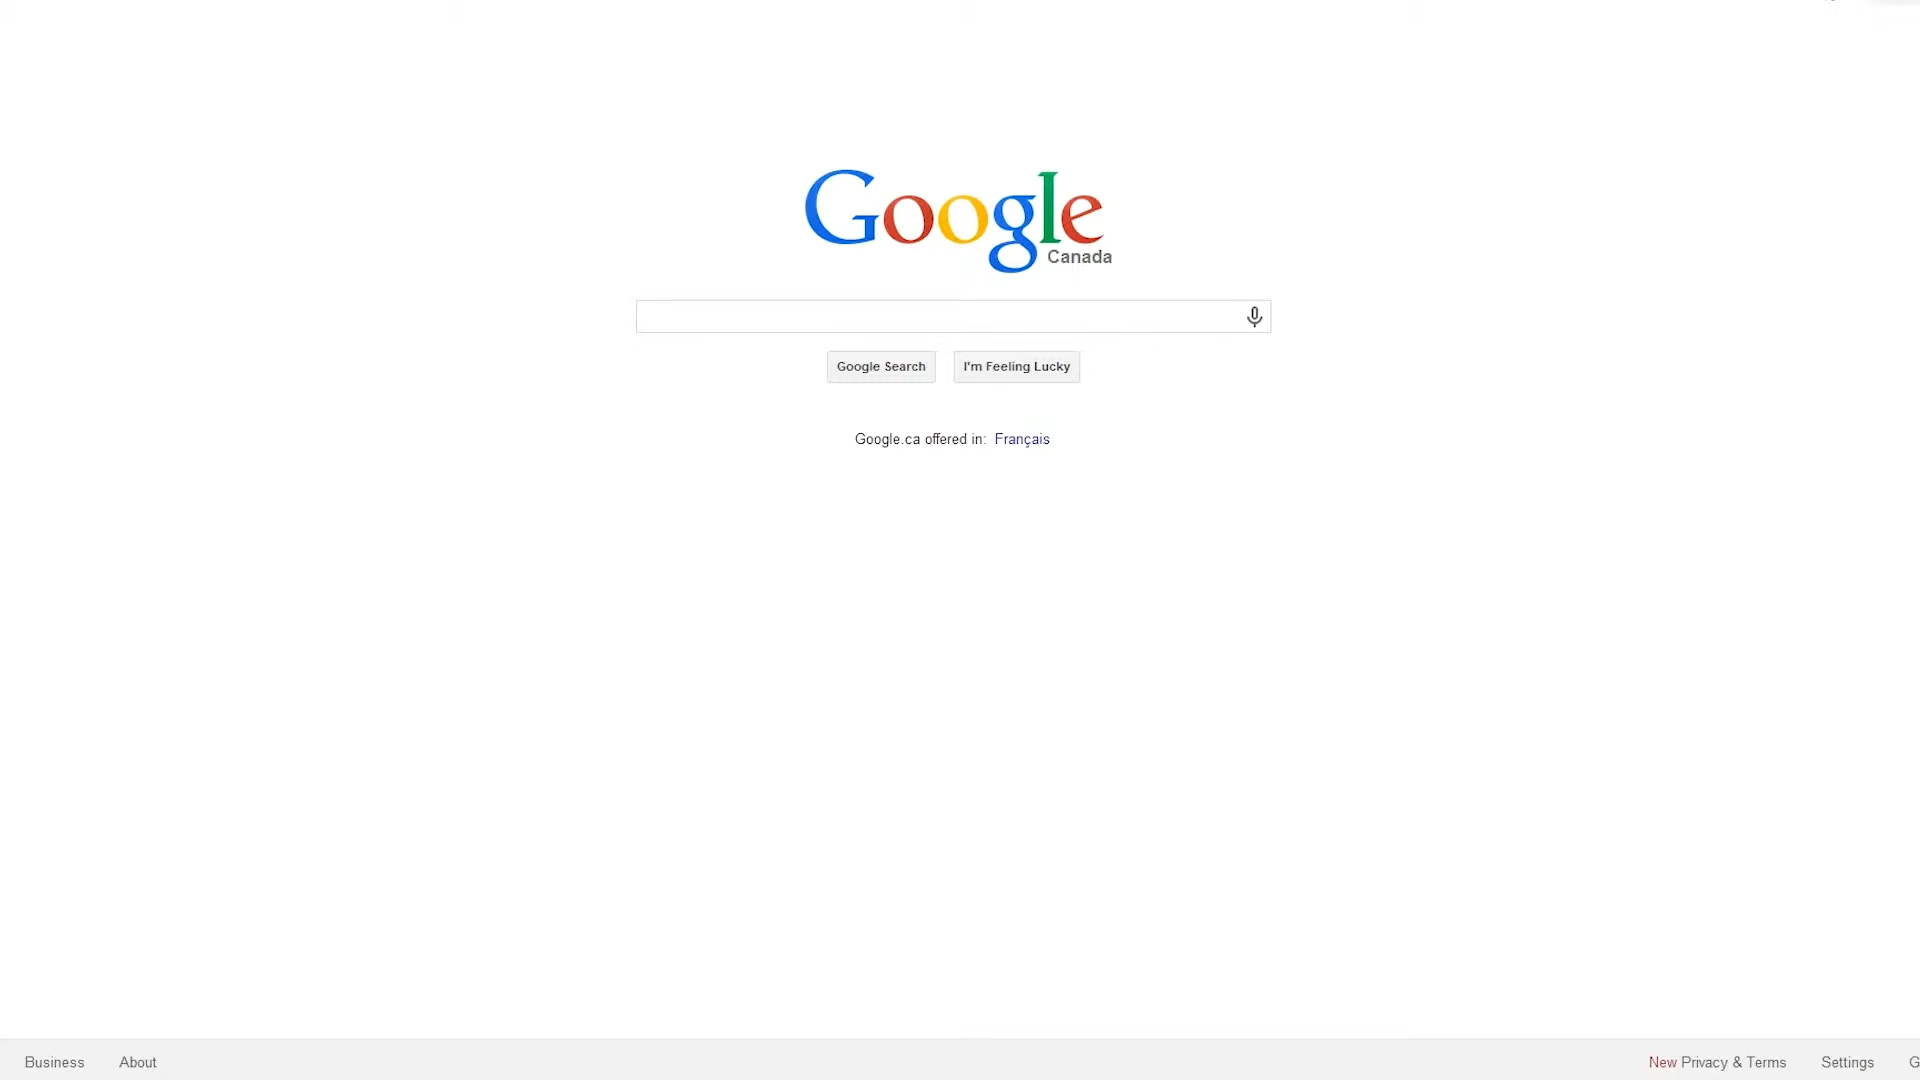 Google
Canada
Google Search
I'm Feeling Lucky
Google.ca offered in: Français
Business
About
New Privacy & Terms
Settings
G